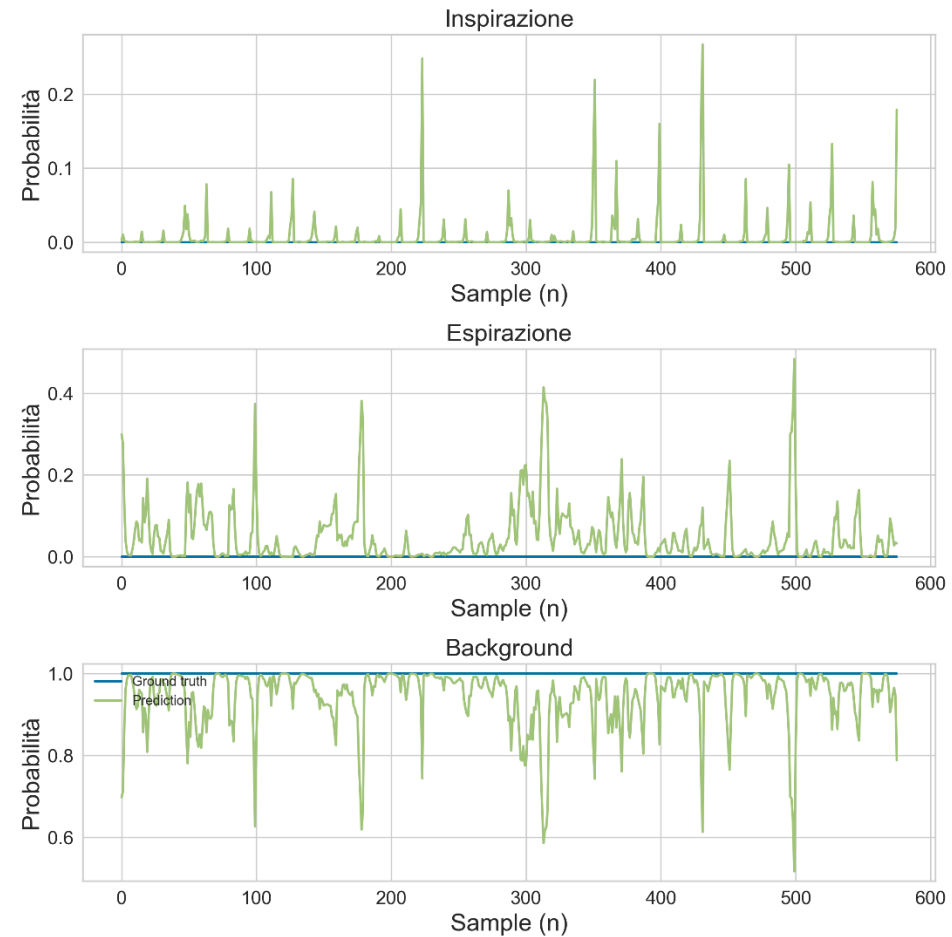 Inspirazione
Probabilità
0.2
0.1
0.0
0 100 200 300 400 500 600
Sample (n)
Espirazione
Probabilità
0.4
0.2
0.0
0 100 200 300 400 500 600
Sample (n)
Background
Probabilità
1.0
0.8
0.6
Ground truth
Prediction
0 100 200 300 400 500 600
Sample (n)